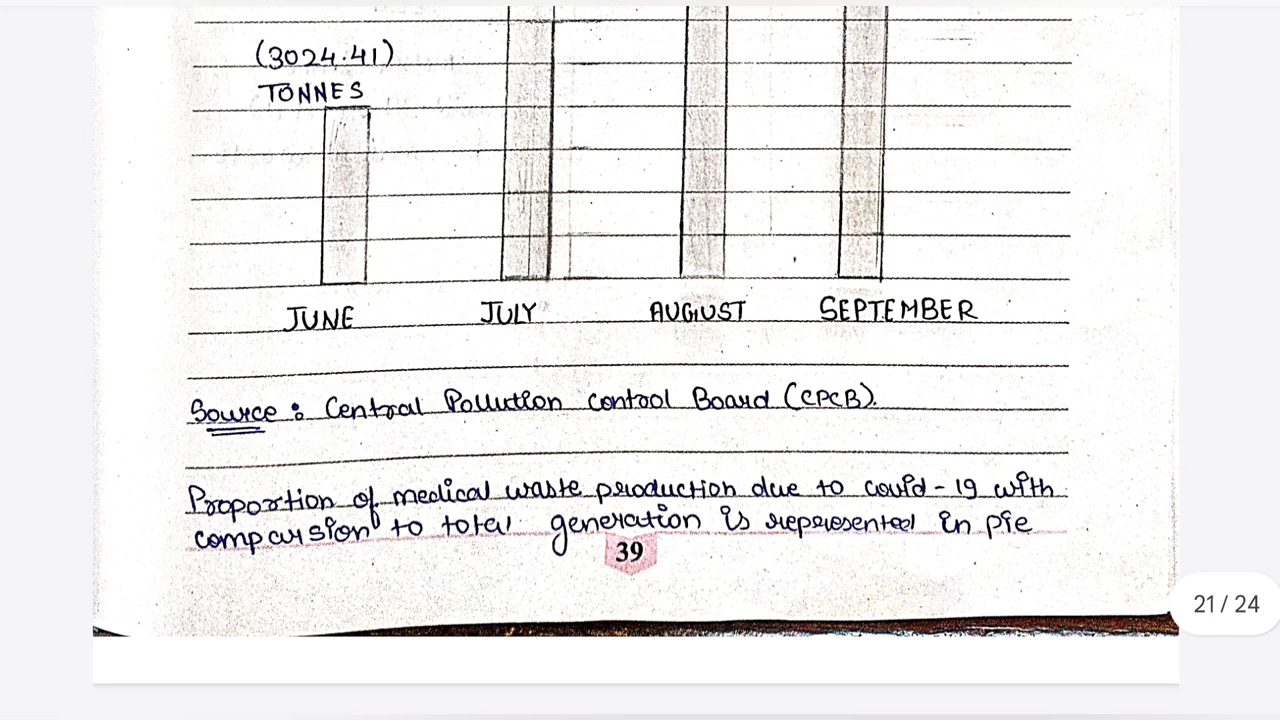 (3024.41)
TONNES
JUNE JULY AUGUST SEPTEMBER
Source : Central Pollution control Board (CPCB).
Proportion of medical waste production due to covid-19 with
comparsion to total generation is represented in pie
39
21 / 24